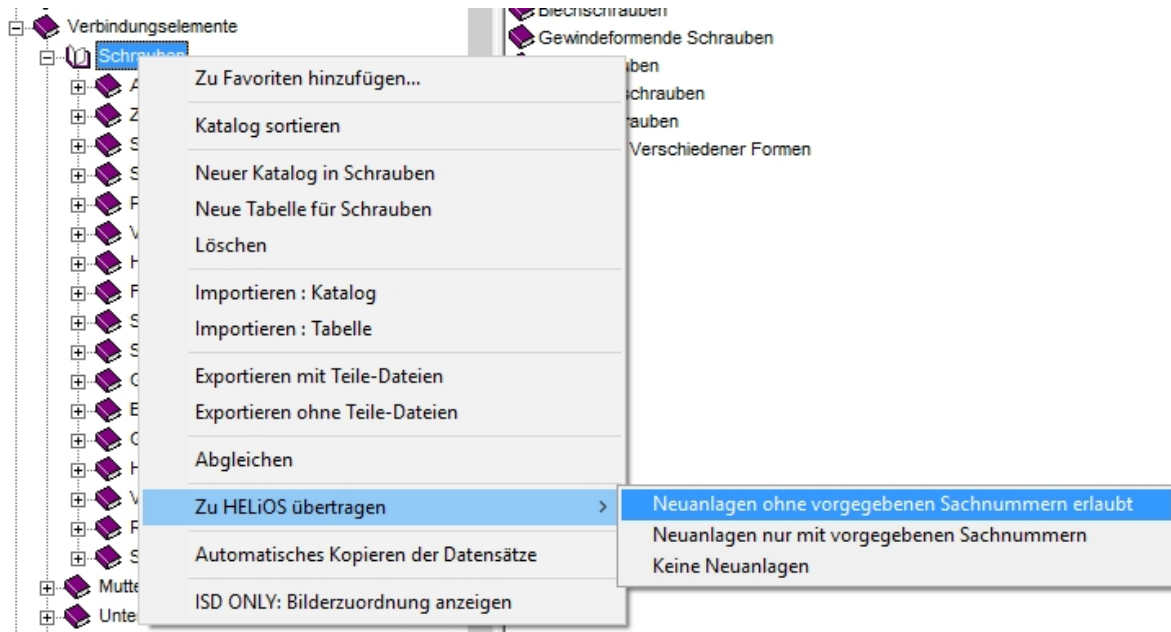 Verbindungselemente
Schrauben
Blechschrauben
Gewindeformende Schrauben
uben
schrauben
rauben
Verschiedener Formen
Zu Favoriten hinzufügen...
Katalog sortieren
Neuer Katalog in Schrauben
Neue Tabelle für Schrauben
Löschen
Importieren : Katalog
Importieren : Tabelle
Exportieren mit Teile-Dateien
Exportieren ohne Teile-Dateien
Abgleichen
Zu HELiOS übertragen
Neuanlagen ohne vorgegebenen Sachnummern erlaubt
Neuanlagen nur mit vorgegebenen Sachnummern
Keine Neuanlagen
Automatisches Kopieren der Datensätze
ISD ONLY: Bilderzuordnung anzeigen
Mutte
Unte